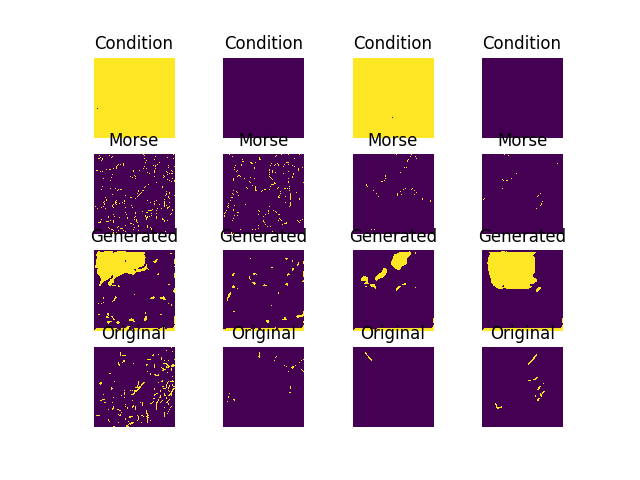 Condition Condition Condition Condition
Morse Morse Morse Morse
Generated Generated Generated Generated
Original Original Original Original